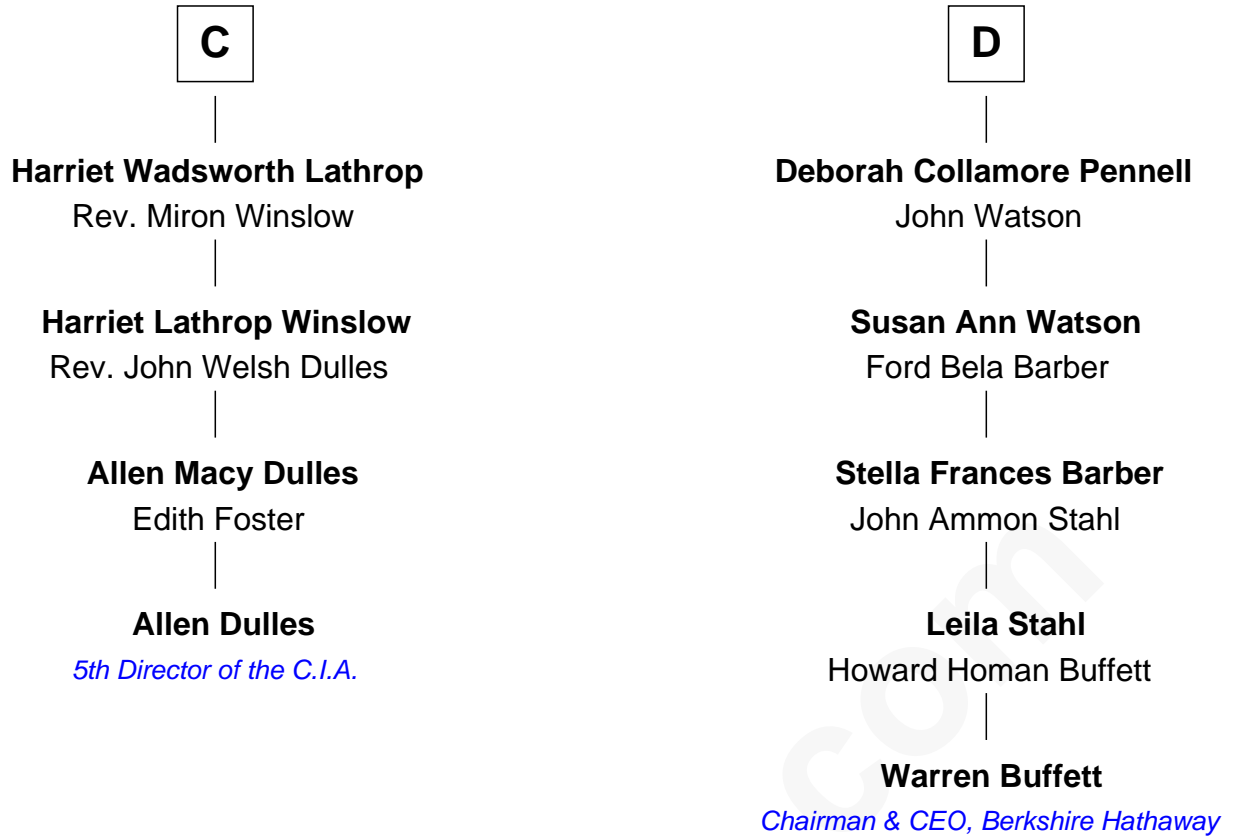 C
Harriet Wadsworth Lathrop
Rev. Miron Winslow
Harriet Lathrop Winslow
Rev. John Welsh Dulles
Allen Macy Dulles
Edith Foster
Allen Dulles
5th Director of the C.I.A.
D
Deborah Collamore Pennell
John Watson
Susan Ann Watson
Ford Bela Barber
Stella Frances Barber
John Ammon Stahl
Leila Stahl
Howard Homan Buffett
Warren Buffett
Chairman & CEO, Berkshire Hathaway
com